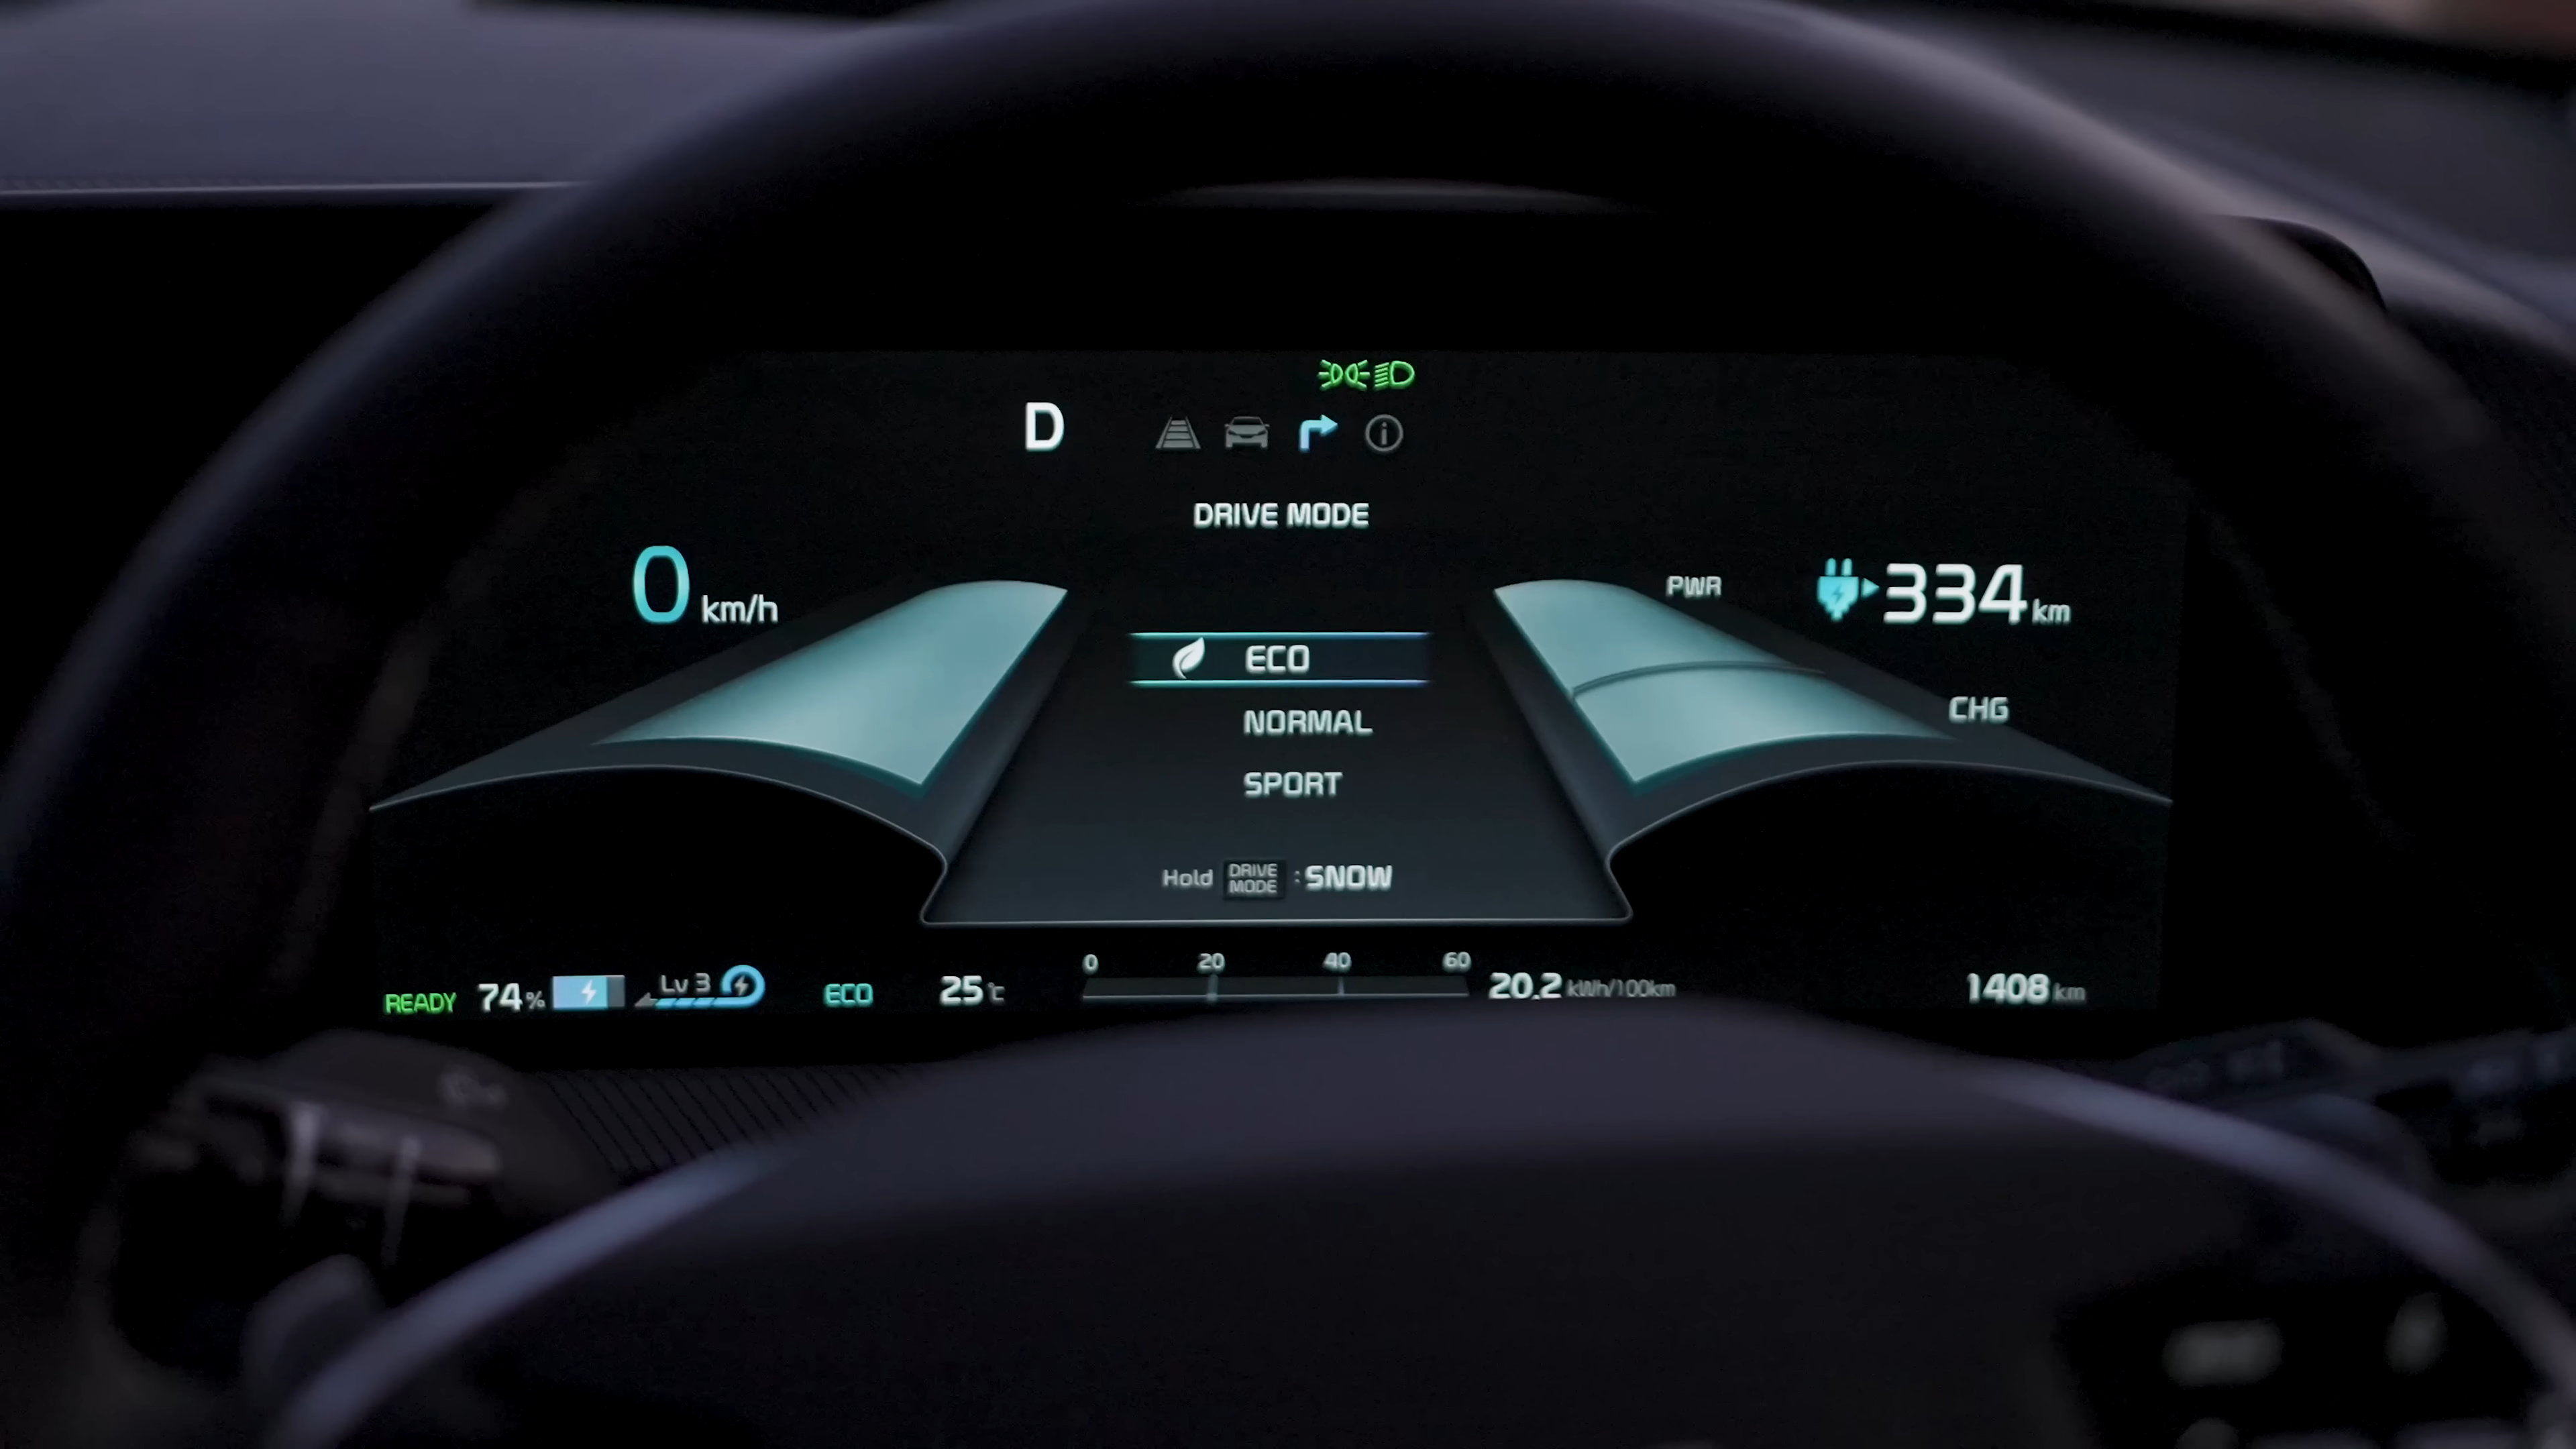 D
DRIVE MODE
0 km/h
PWR
334 km
ECO
CHG
NORMAL
SPORT
Hold DRIVE MODE : SNOW
0 20 40 60
READY 74% Lv 3 ECO 25℃ 20.2 kWh/100km 1408 km